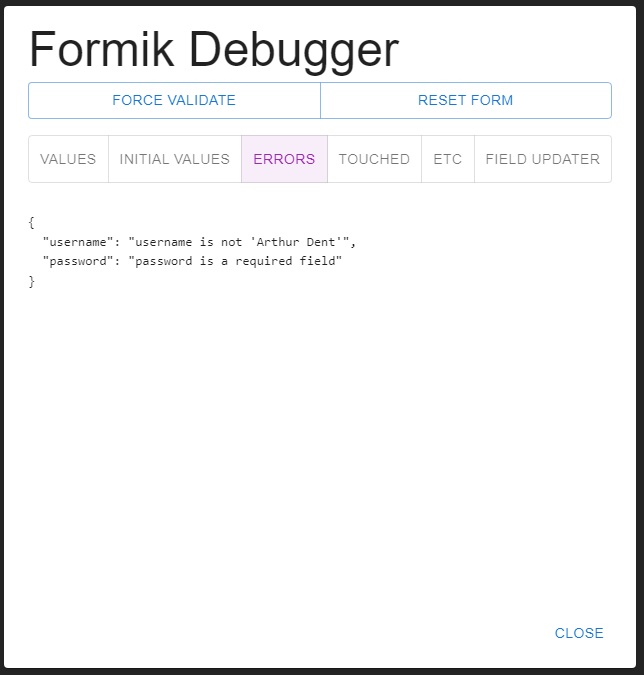 Formik Debugger
FORCE VALIDATE RESET FORM
VALUES INITIAL VALUES ERRORS TOUCHED ETC FIELD UPDATER
{
  "username": "username is not 'Arthur Dent'",
  "password": "password is a required field"
}
CLOSE